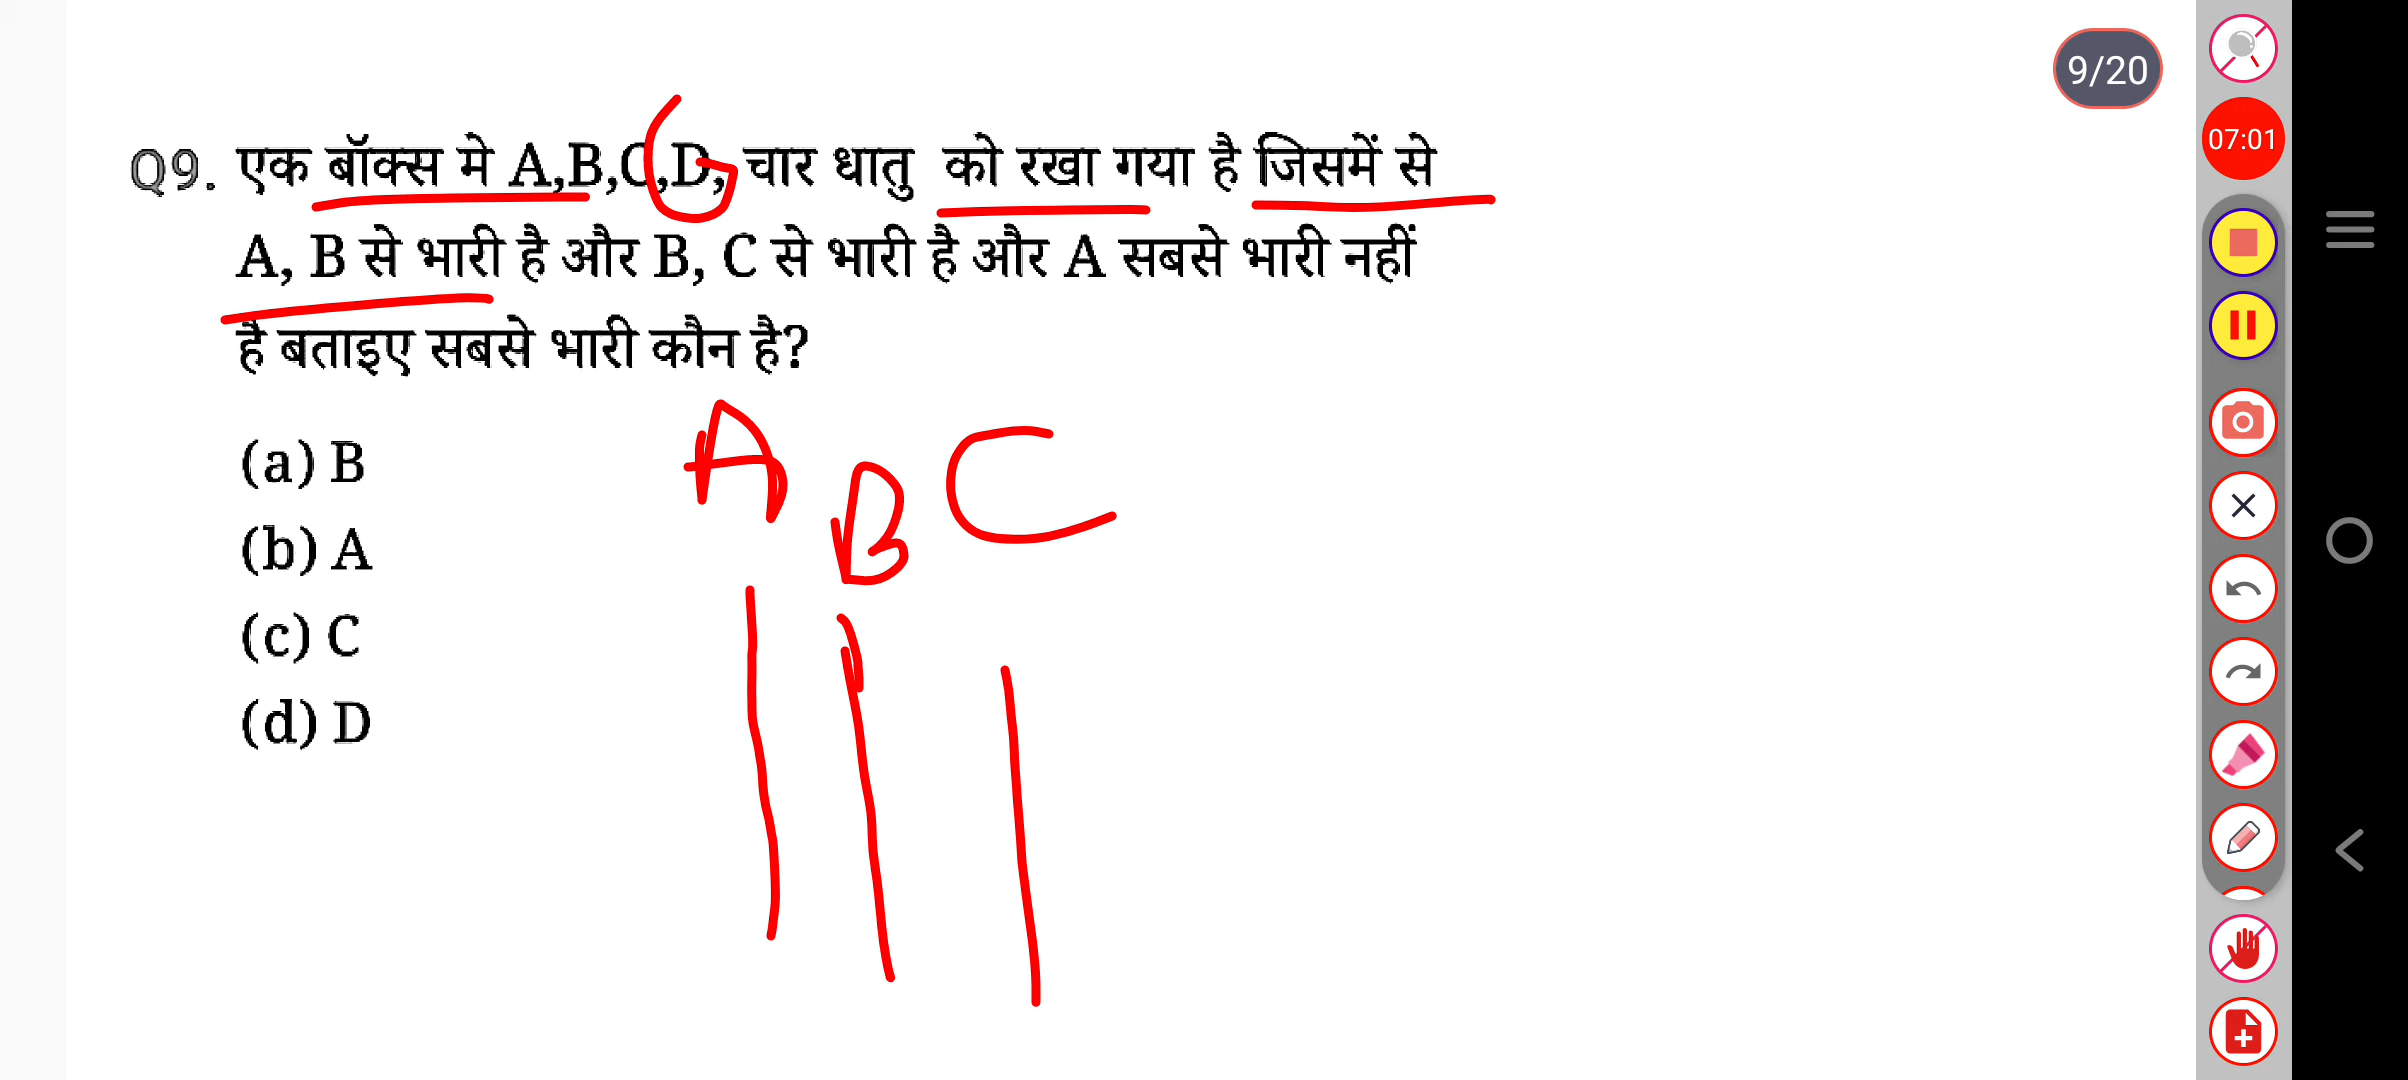 9/20
07:01
Q9. एक बॉक्स मे A,B,C,D, चार धातु को रखा गया है जिसमें से
A, B से भारी है और B, C से भारी है और A सबसे भारी नहीं
है बताइए सबसे भारी कौन है?
(a) B
(b) A
(c) C
(d) D
A B C